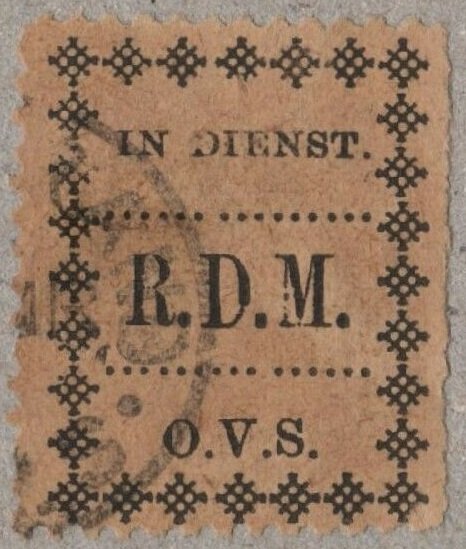 IN DIENST.
R.D.M.
O.V.S.